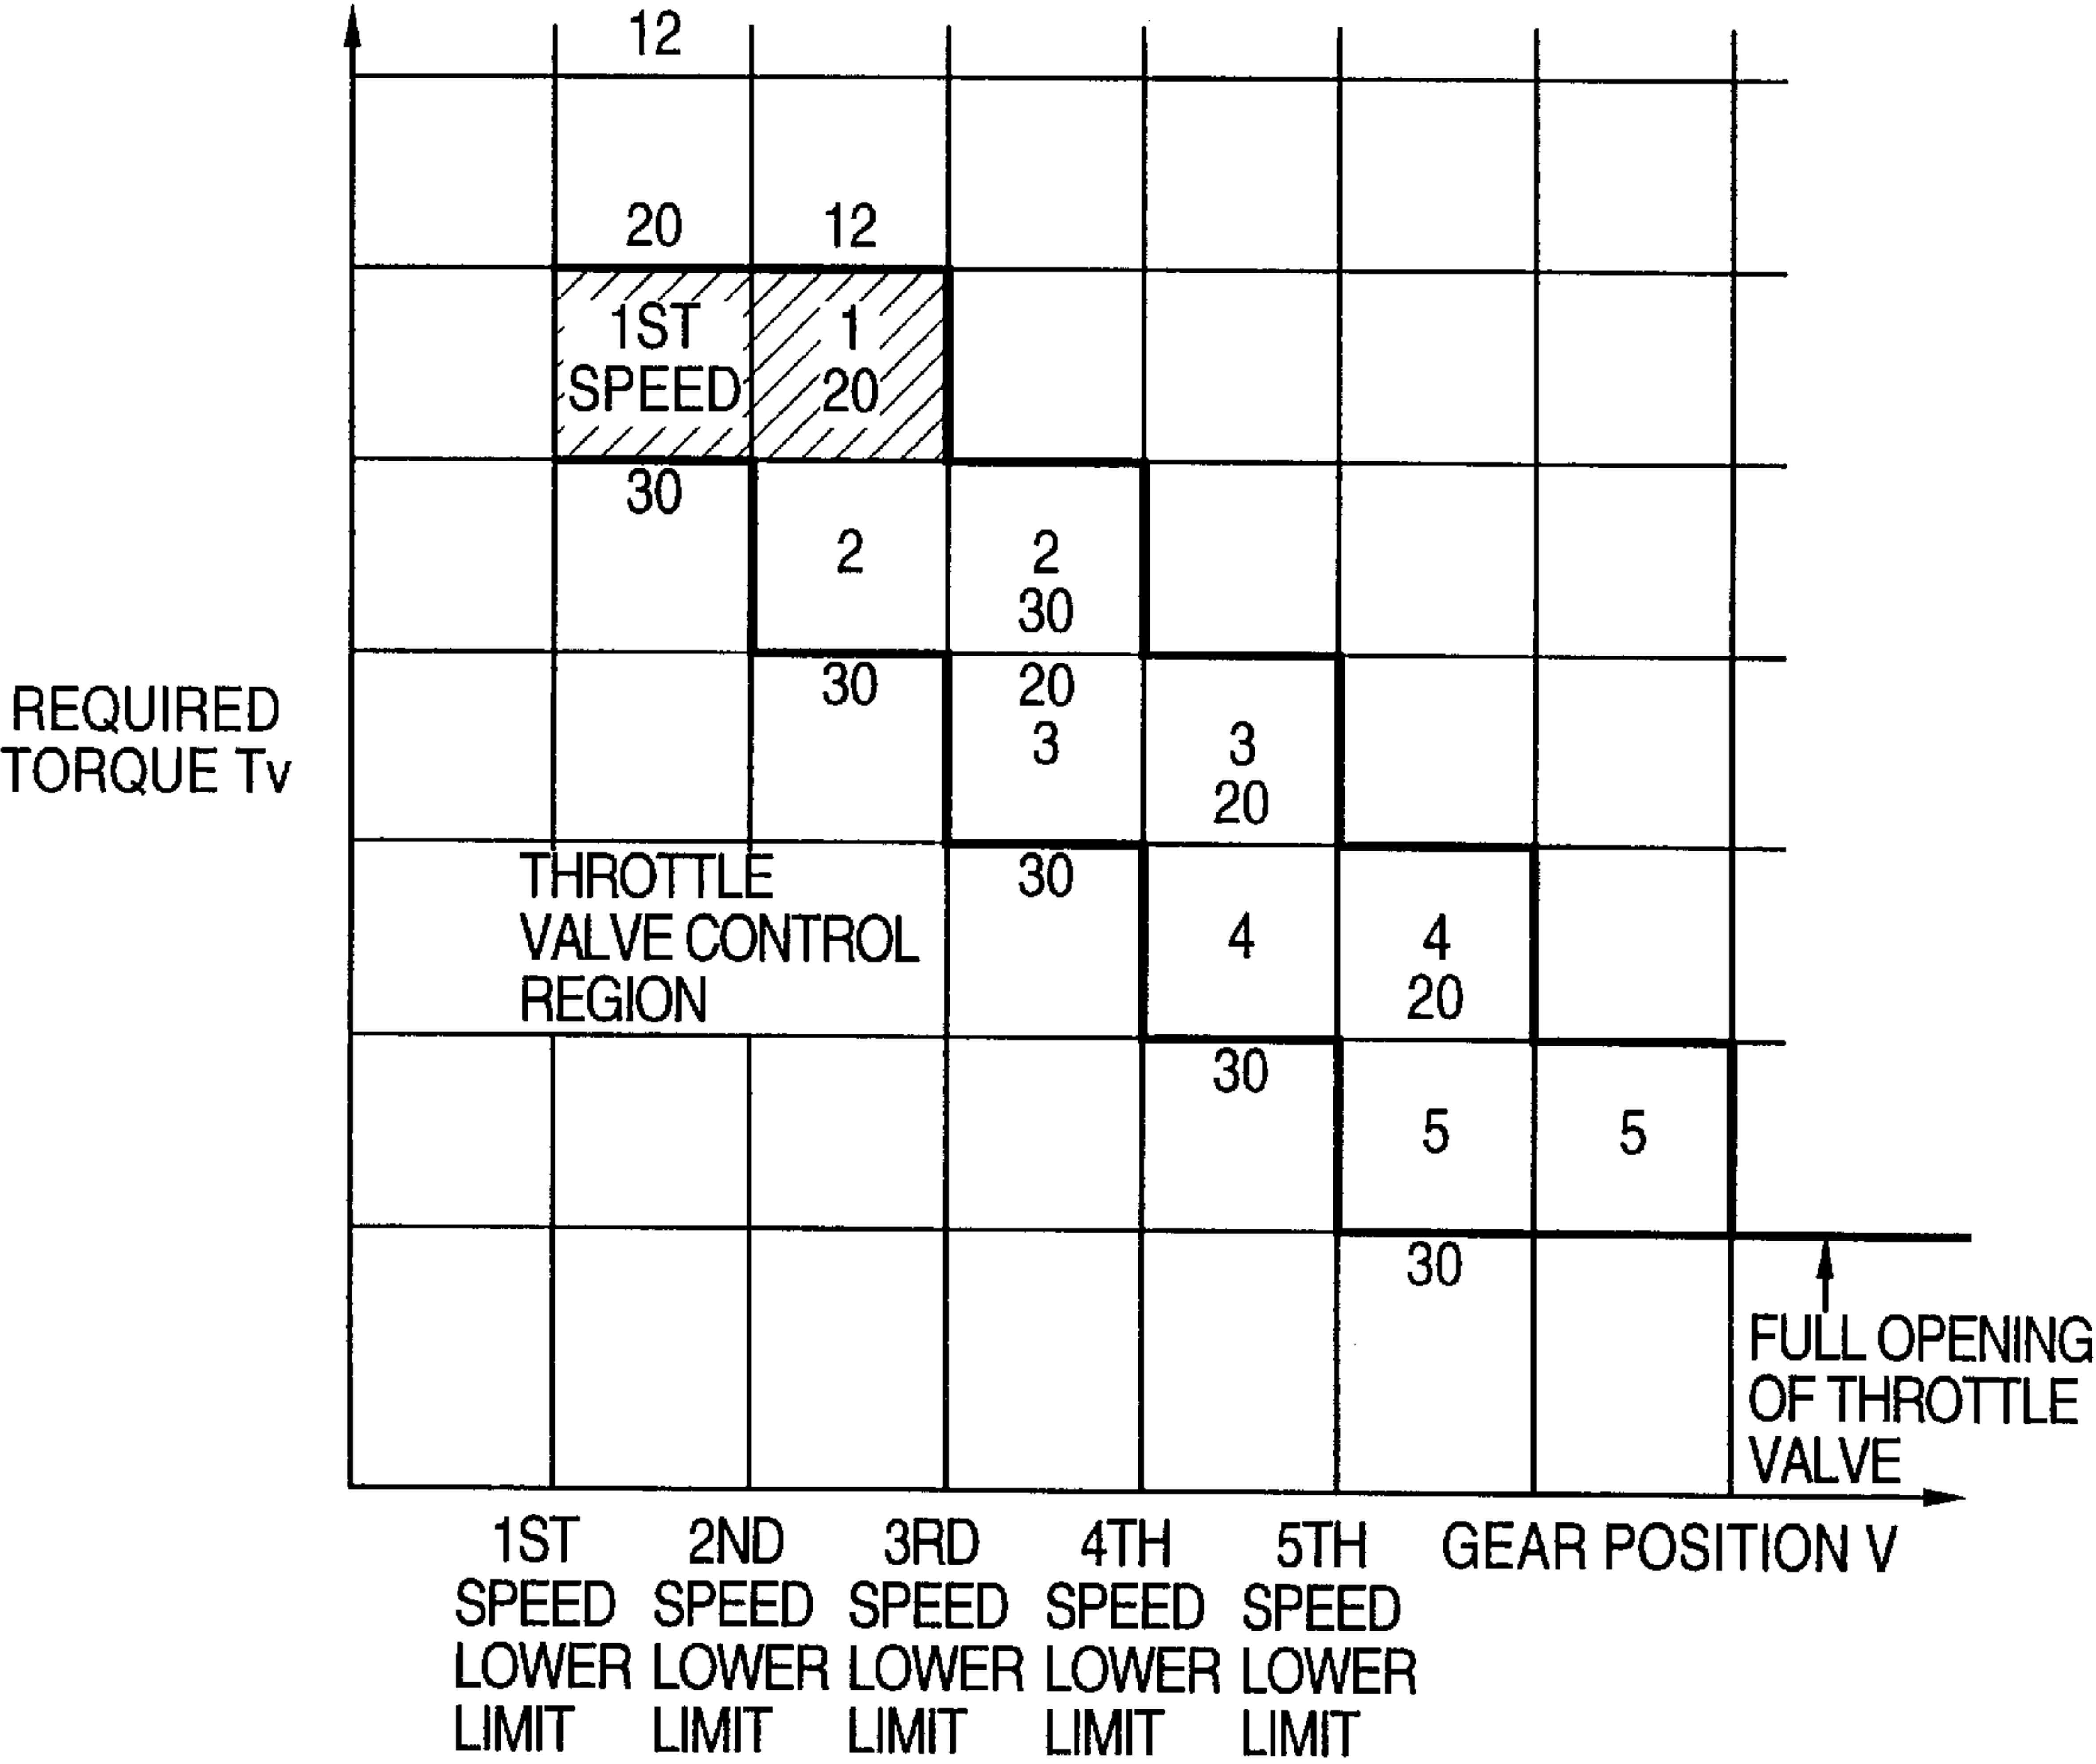 12
20 12
1ST 1
SPEED 20
30
2 2
30
30 20
3 3
20
REQUIRED
TORQUE Tv
30
THROTTLE
VALVE CONTROL
REGION
4 4
20
30
5 5
30
FULL OPENING
OF THROTTLE
VALVE
1ST 2ND 3RD 4TH 5TH GEAR POSITION V
SPEED SPEED SPEED SPEED SPEED
LOWER LOWER LOWER LOWER LOWER
LIMIT LIMIT LIMIT LIMIT LIMIT